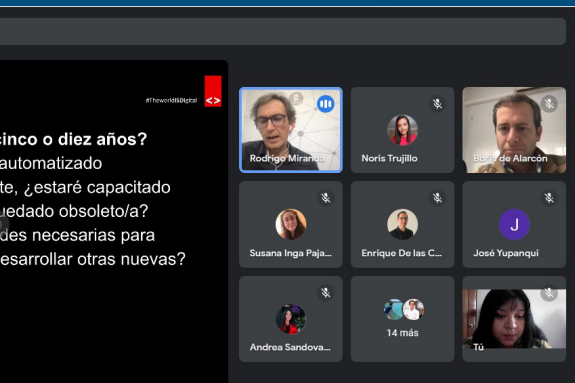 #TheworldISDigital
<>
cinco o diez años?
automatizado
te, ¿estaré capacitado
uedado obsoleto/a?
des necesarias para
esarrollar otras nuevas?
Rodrigo Miranda
Noris Trujillo
Borja de Alarcón
Susana Inga Paja...
Enrique De las C...
J
José Yupanqui
Andrea Sandova...
14 más
Tú